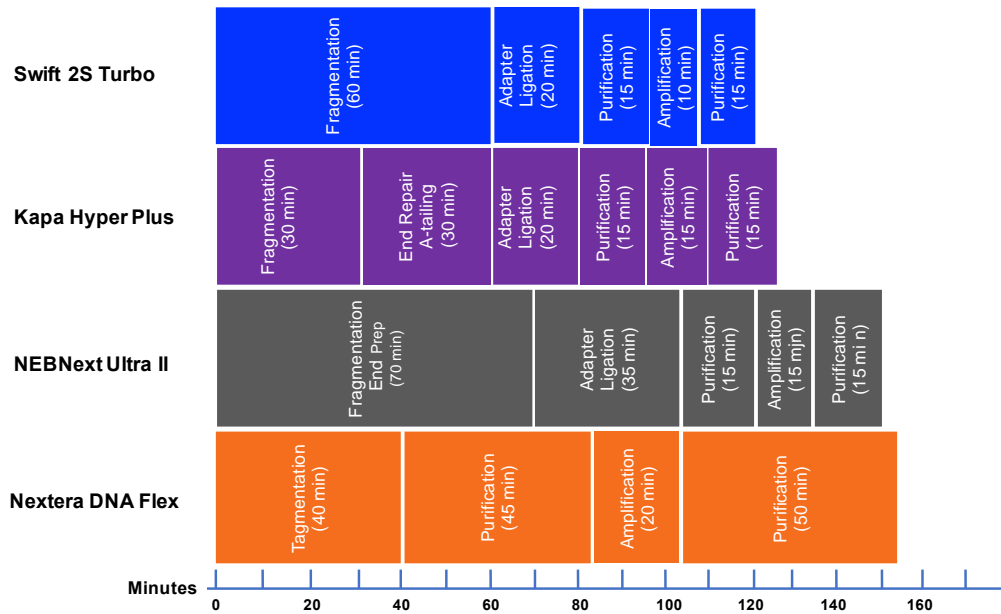 Swift 2S Turbo
Fragmentation
(60 min)
Adapter
Ligation
(20 min)
Purification
(15 min)
Amplification
(10 min)
Purification
(15 min)
Kapa Hyper Plus
Fragmentation
(30 min)
End Repair
A-tailing
(30 min)
Adapter
Ligation
(20 min)
Purification
(15 min)
Amplification
(15 min)
Purification
(15 min)
NEBNext Ultra II
Fragmentation
End Prep
(70 min)
Adapter
Ligation
(35 min)
Purification
(15 min)
Amplification
(15 mjn)
Purification
(15 mi n)
Nextera DNA Flex
Tagmentation
(40 min)
Purification
(45 min)
Amplification
(20 min)
Purification
(50 min)
Minutes
0 20 40 60 80 100 120 140 160